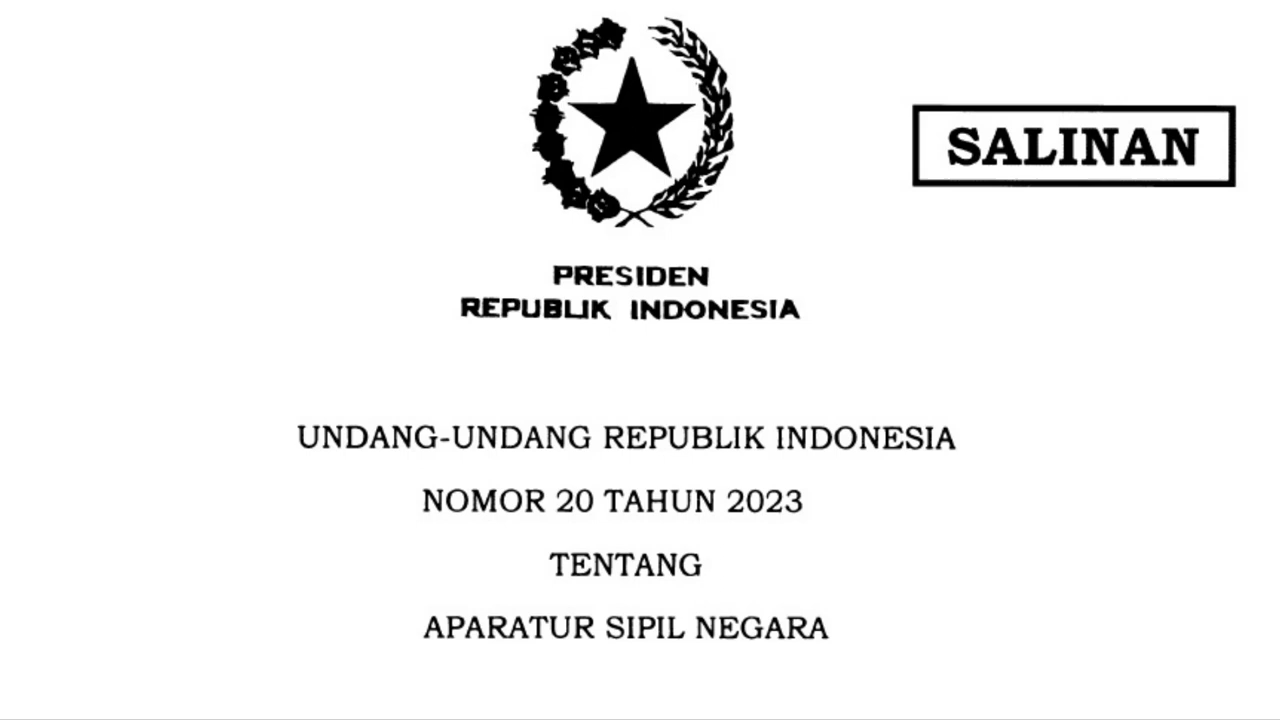 SALINAN
PRESIDEN
REPUBLIK INDONESIA
UNDANG-UNDANG REPUBLIK INDONESIA
NOMOR 20 TAHUN 2023
TENTANG
APARATUR SIPIL NEGARA